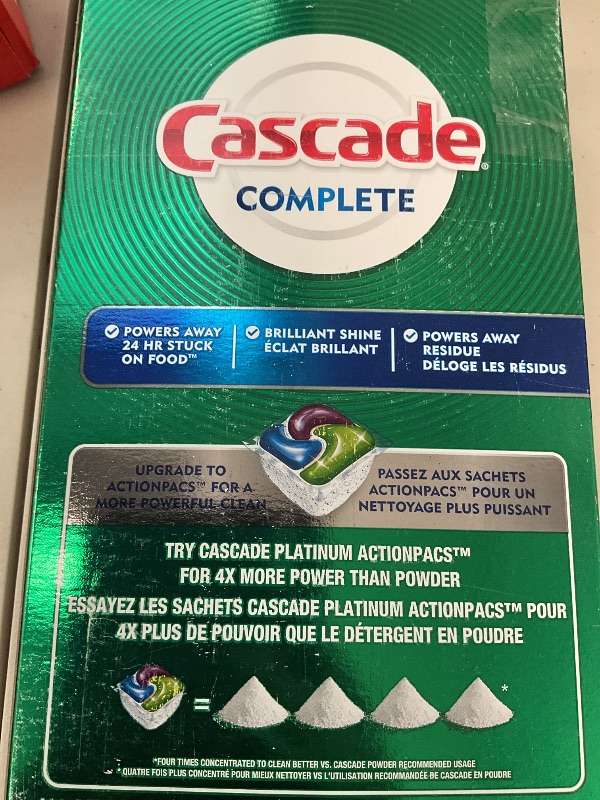 Cascade
COMPLETE
POWERS AWAY
24 HR STUCK
ON FOOD™
BRILLIANT SHINE
ÉCLAT BRILLANT
POWERS AWAY
RESIDUE
DÉLOGE LES RÉSIDUS
UPGRADE TO
ACTIONPACS™ FOR A
MORE POWERFUL CLEAN
PASSEZ AUX SACHETS
ACTIONPACS™ POUR UN
NETTOYAGE PLUS PUISSANT
TRY CASCADE PLATINUM ACTIONPACS™
FOR 4X MORE POWER THAN POWDER
ESSAYEZ LES SACHETS CASCADE PLATINUM ACTIONPACS™ POUR
4X PLUS DE POUVOIR QUE LE DÉTERGENT EN POUDRE
= *
*FOUR TIMES CONCENTRATED TO CLEAN BETTER VS. CASCADE POWDER RECOMMENDED USAGE
* QUATRE FOIS PLUS CONCENTRÉ POUR MIEUX NETTOYER VS L'UTILISATION RECOMMANDÉE DE CASCADE EN POUDRE